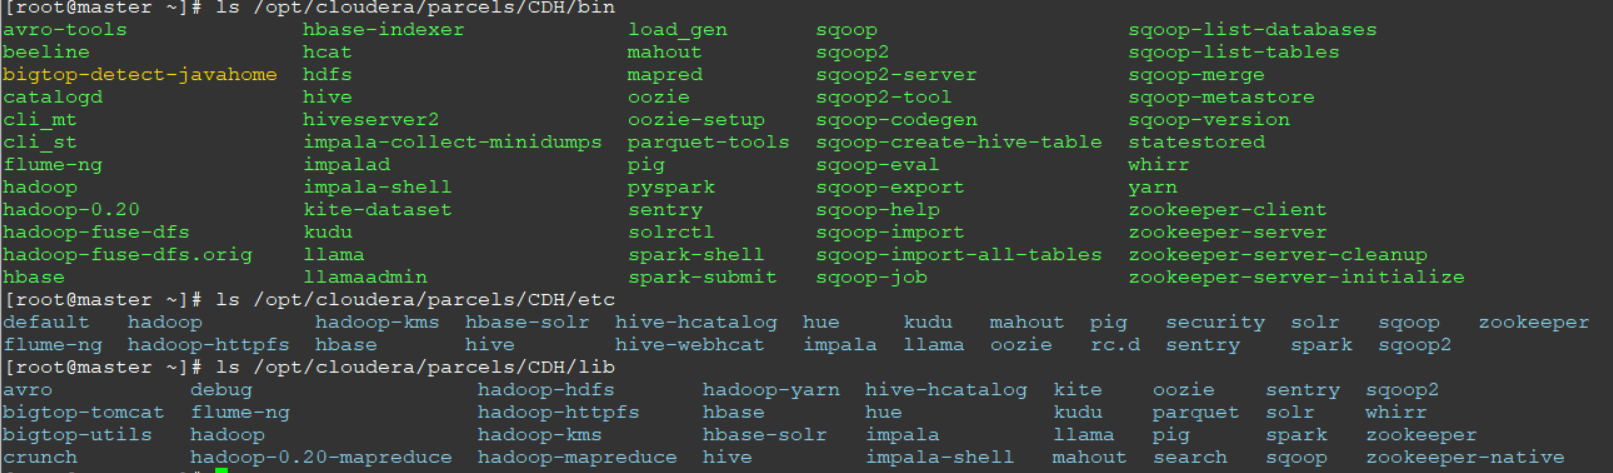 [root@master ~]# ls /opt/cloudera/parcels/CDH/bin
avro-tools hbase-indexer load_gen sqoop sqoop-list-databases
beeline hcat mahout sqoop2 sqoop-list-tables
bigtop-detect-javahome hdfs mapred sqoop2-server sqoop-merge
catalogd hive oozie sqoop2-tool sqoop-metastore
cli_mt hiveserver2 oozie-setup sqoop-codegen sqoop-version
cli_st impala-collect-minidumps parquet-tools sqoop-create-hive-table statestored
flume-ng impalad pig sqoop-eval whirr
hadoop impala-shell pyspark sqoop-export yarn
hadoop-0.20 kite-dataset sentry sqoop-help zookeeper-client
hadoop-fuse-dfs kudu solrctl sqoop-import zookeeper-server
hadoop-fuse-dfs.orig llama spark-shell sqoop-import-all-tables zookeeper-server-cleanup
hbase llamaadmin spark-submit sqoop-job zookeeper-server-initialize
[root@master ~]# ls /opt/cloudera/parcels/CDH/etc
default hadoop hadoop-kms hbase-solr hive-hcatalog hue kudu mahout pig security solr sqoop zookeeper
flume-ng hadoop-httpfs hbase hive hive-webhcat impala llama oozie rc.d sentry spark sqoop2
[root@master ~]# ls /opt/cloudera/parcels/CDH/lib
avro debug hadoop-hdfs hadoop-yarn hive-hcatalog kite oozie sentry sqoop2
bigtop-tomcat flume-ng hadoop-httpfs hbase hue kudu parquet solr whirr
bigtop-utils hadoop hadoop-kms hbase-solr impala llama pig spark zookeeper
crunch hadoop-0.20-mapreduce hadoop-mapreduce hive impala-shell mahout search sqoop zookeeper-native